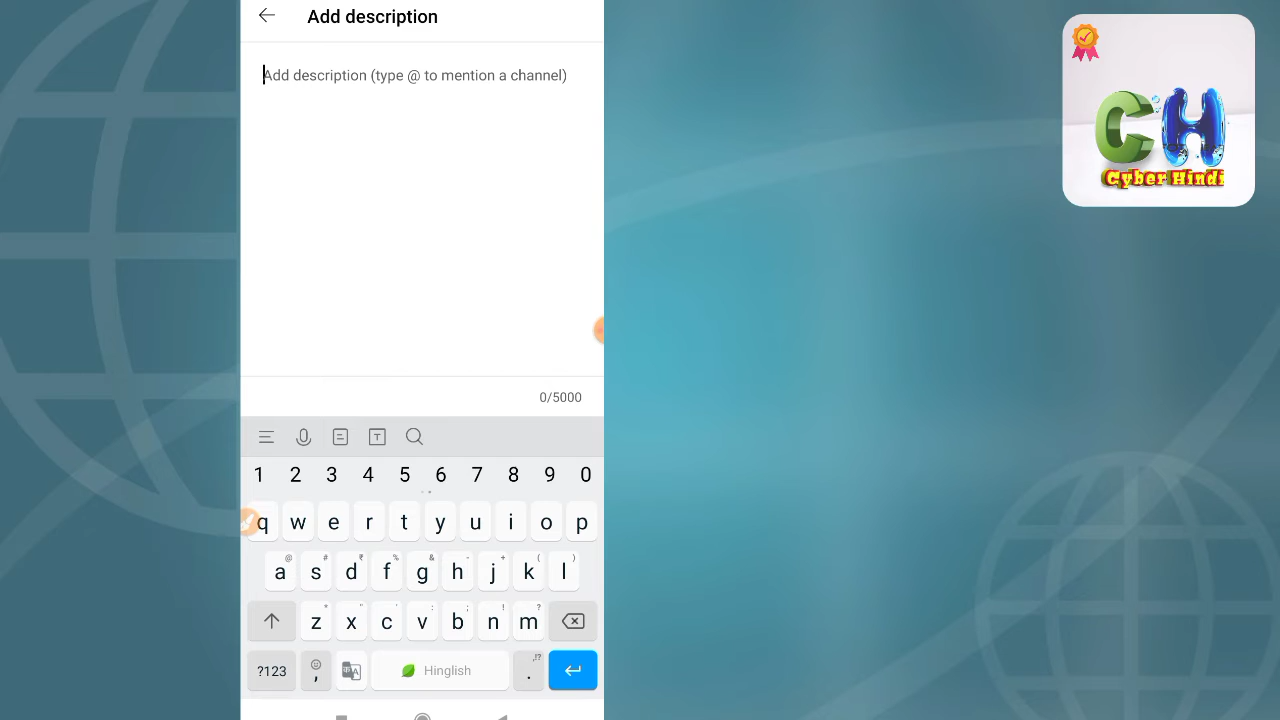 Add description
Add description (type @ to mention a channel)
0/5000
1 2 3 4 5 6 7 8 9 0
q w e r t y u i o p
@ # ₹ % & - + ( )
a s d f g h j k l
* " ' : ; ! ?
z x c v b n m
?123 , Hinglish . ,!?
CH
Cyber Hindi